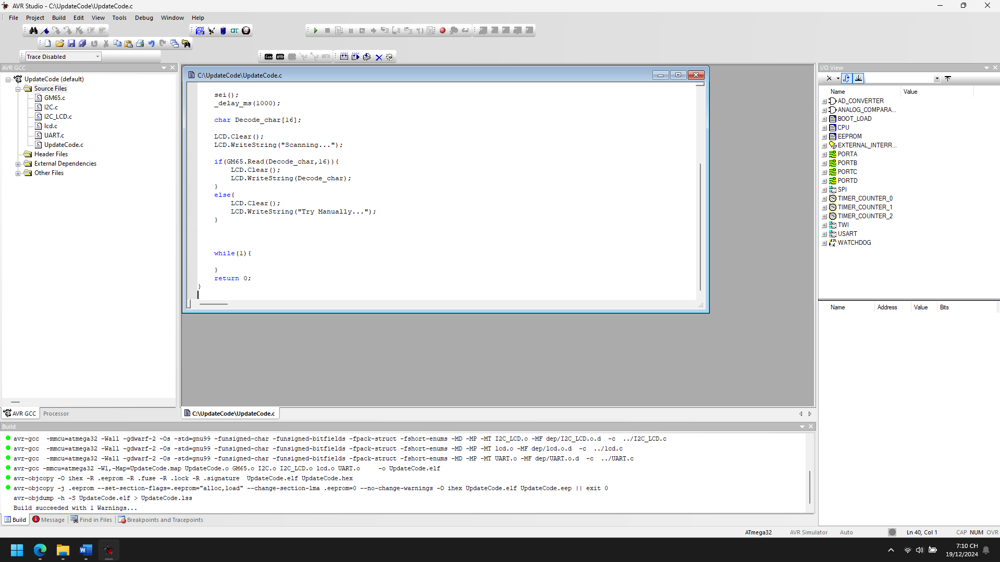 AVR Studio - C:\UpdateCode\UpdateCode.c
File Project Build Edit View Tools Debug Window Help
Trace Disabled
Con AVR AUTO
AVR GCC
UpdateCode (default)
Source Files
GM65.c
I2C.c
I2C_LCD.c
lcd.c
UART.c
UpdateCode.c
Header Files
External Dependencies
Other Files
AVR GCC Processor
C:\UpdateCode\UpdateCode.c
sei();
_delay_ms(1000);
char Decode_char[16];
LCD.Clear();
LCD.WriteString("Scanning...");
if(GM65.Read(Decode_char,16)){
LCD.Clear();
LCD.WriteString(Decode_char);
}
else{
LCD.Clear();
LCD.WriteString("Try Manually...");
}
while(1){
}
return 0;
}
C:\UpdateCode\UpdateCode.c
I/O View
Name Value
AD_CONVERTER
ANALOG_COMPARA...
BOOT_LOAD
CPU
EEPROM
EXTERNAL_INTERR...
PORTA
PORTB
PORTC
PORTD
SPI
TIMER_COUNTER_0
TIMER_COUNTER_1
TIMER_COUNTER_2
TWI
USART
WATCHDOG
Name Address Value Bits
Build
avr-gcc -mmcu=atmega32 -Wall -gdwarf-2 -Os -std=gnu99 -funsigned-char -funsigned-bitfields -fpack-struct -fshort-enums -MD -MP -MT I2C_LCD.o -MF dep/I2C_LCD.o.d -c ../I2C_LCD.c
avr-gcc -mmcu=atmega32 -Wall -gdwarf-2 -Os -std=gnu99 -funsigned-char -funsigned-bitfields -fpack-struct -fshort-enums -MD -MP -MT lcd.o -MF dep/lcd.o.d -c ../lcd.c
avr-gcc -mmcu=atmega32 -Wall -gdwarf-2 -Os -std=gnu99 -funsigned-char -funsigned-bitfields -fpack-struct -fshort-enums -MD -MP -MT UART.o -MF dep/UART.o.d -c ../UART.c
avr-gcc -mmcu=atmega32 -Wl,-Map=UpdateCode.map UpdateCode.o GM65.o I2C.o I2C_LCD.o lcd.o UART.o -o UpdateCode.elf
avr-objcopy -O ihex -R .eeprom -R .fuse -R .lock -R .signature UpdateCode.elf UpdateCode.hex
avr-objcopy -j .eeprom --set-section-flags=.eeprom="alloc,load" --change-section-lma .eeprom=0 --no-change-warnings -O ihex UpdateCode.elf UpdateCode.eep || exit 0
avr-objdump -h -S UpdateCode.elf > UpdateCode.lss
Build succeeded with 1 Warnings...
Build Message Find in Files Breakpoints and Tracepoints
ATmega32 AVR Simulator Auto Ln 40, Col 1 CAP NUM OVR
7:10 CH
19/12/2024